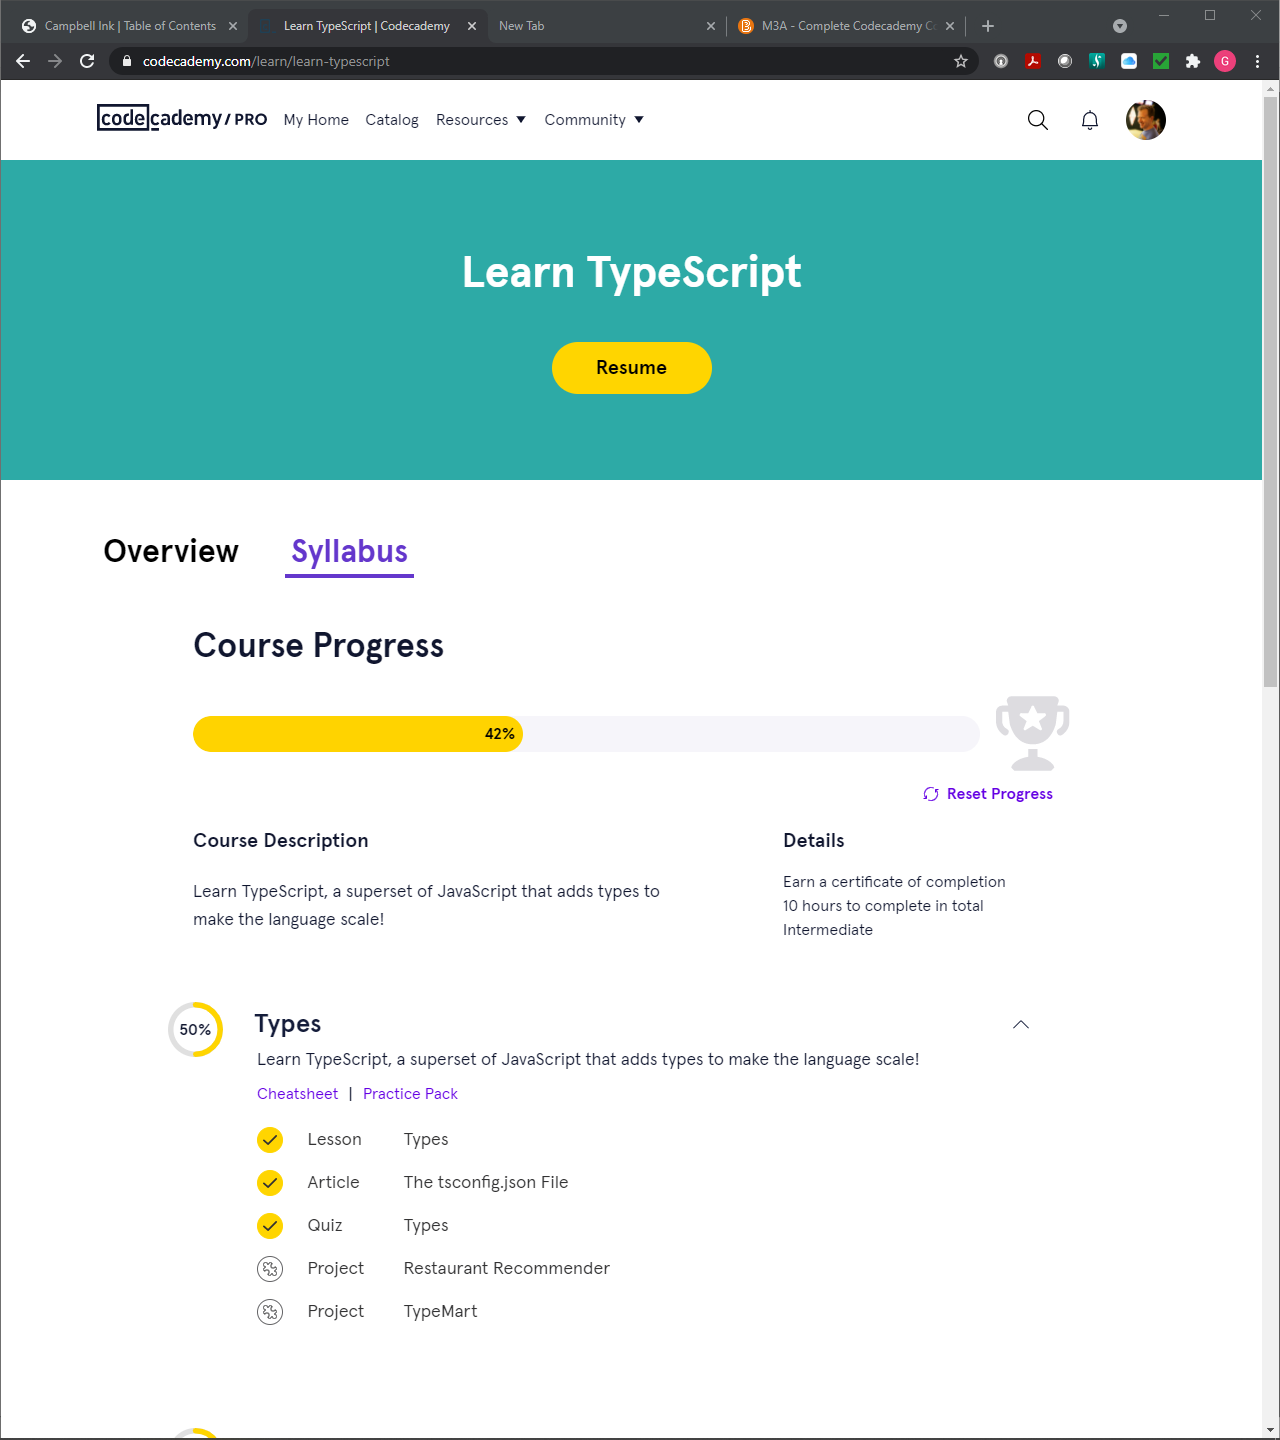 Campbell Ink | Table of Contents
Learn TypeScript | Codecademy
New Tab
M3A - Complete Codecademy
codecademy.com/learn/learn-typescript
G
codecademy / PRO My Home Catalog Resources Community
Learn TypeScript
Resume
Overview Syllabus
Course Progress
42%
Reset Progress
Course Description
Learn TypeScript, a superset of JavaScript that adds types to
make the language scale!
Details
Earn a certificate of completion
10 hours to complete in total
Intermediate
50%
Types
Learn TypeScript, a superset of JavaScript that adds types to make the language scale!
Cheatsheet | Practice Pack
Lesson Types
Article The tsconfig.json File
Quiz Types
Project Restaurant Recommender
Project TypeMart